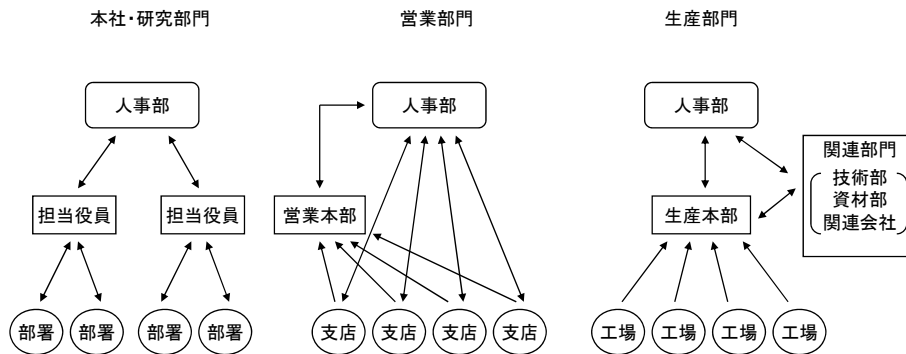 本社・研究部門
営業部門
生産部門
人事部
人事部
人事部
関連部門
技術部
資材部
関連会社
担当役員
担当役員
営業本部
生産本部
部署
部署
部署
部署
支店
支店
支店
支店
工場
工場
工場
工場